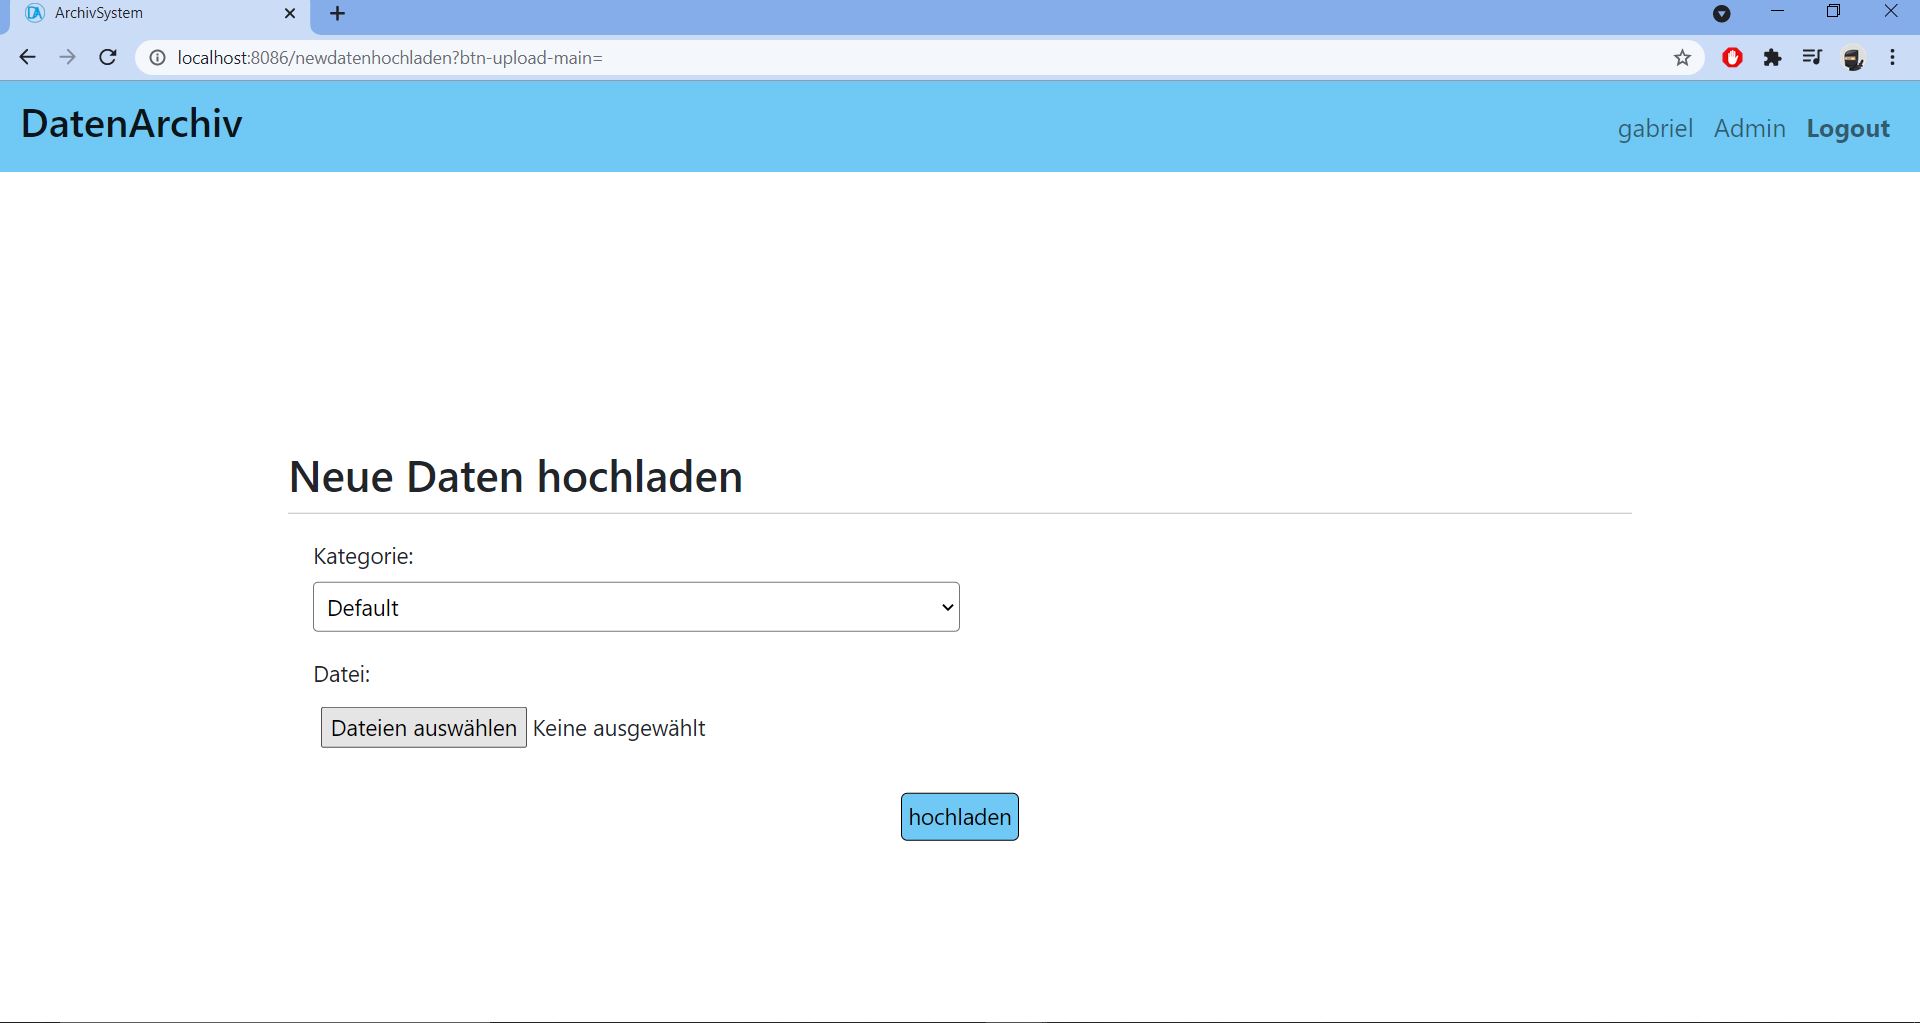 ArchivSystem
localhost:8086/newdatenhochladen?btn-upload-main=
DatenArchiv
gabriel Admin Logout
Neue Daten hochladen
Kategorie:
Default
Datei:
Dateien auswählen Keine ausgewählt
hochladen